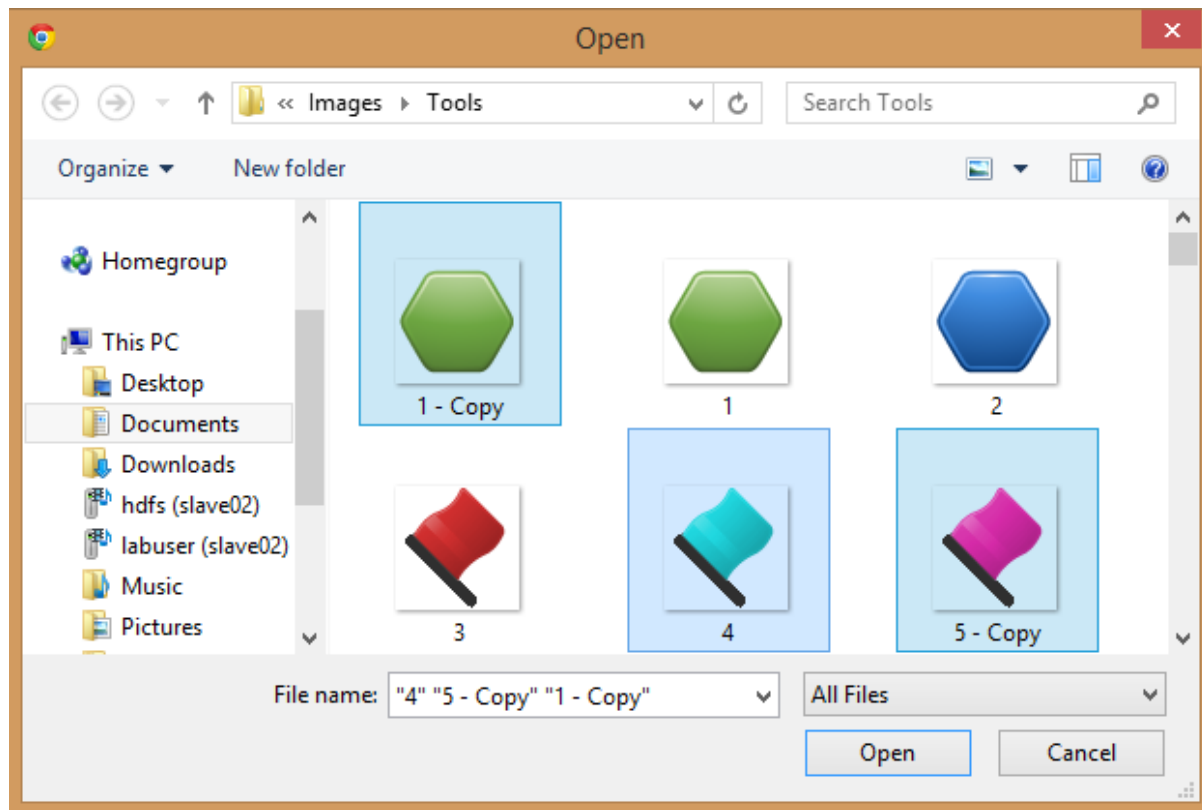 Open
« Images Tools
Search Tools
Organize New folder
Homegroup
This PC
Desktop
Documents
Downloads
hdfs (slave02)
labuser (slave02)
Music
Pictures
1 - Copy 1 2
3 4 5 - Copy
File name: "4" "5 - Copy" "1 - Copy" All Files
Open Cancel